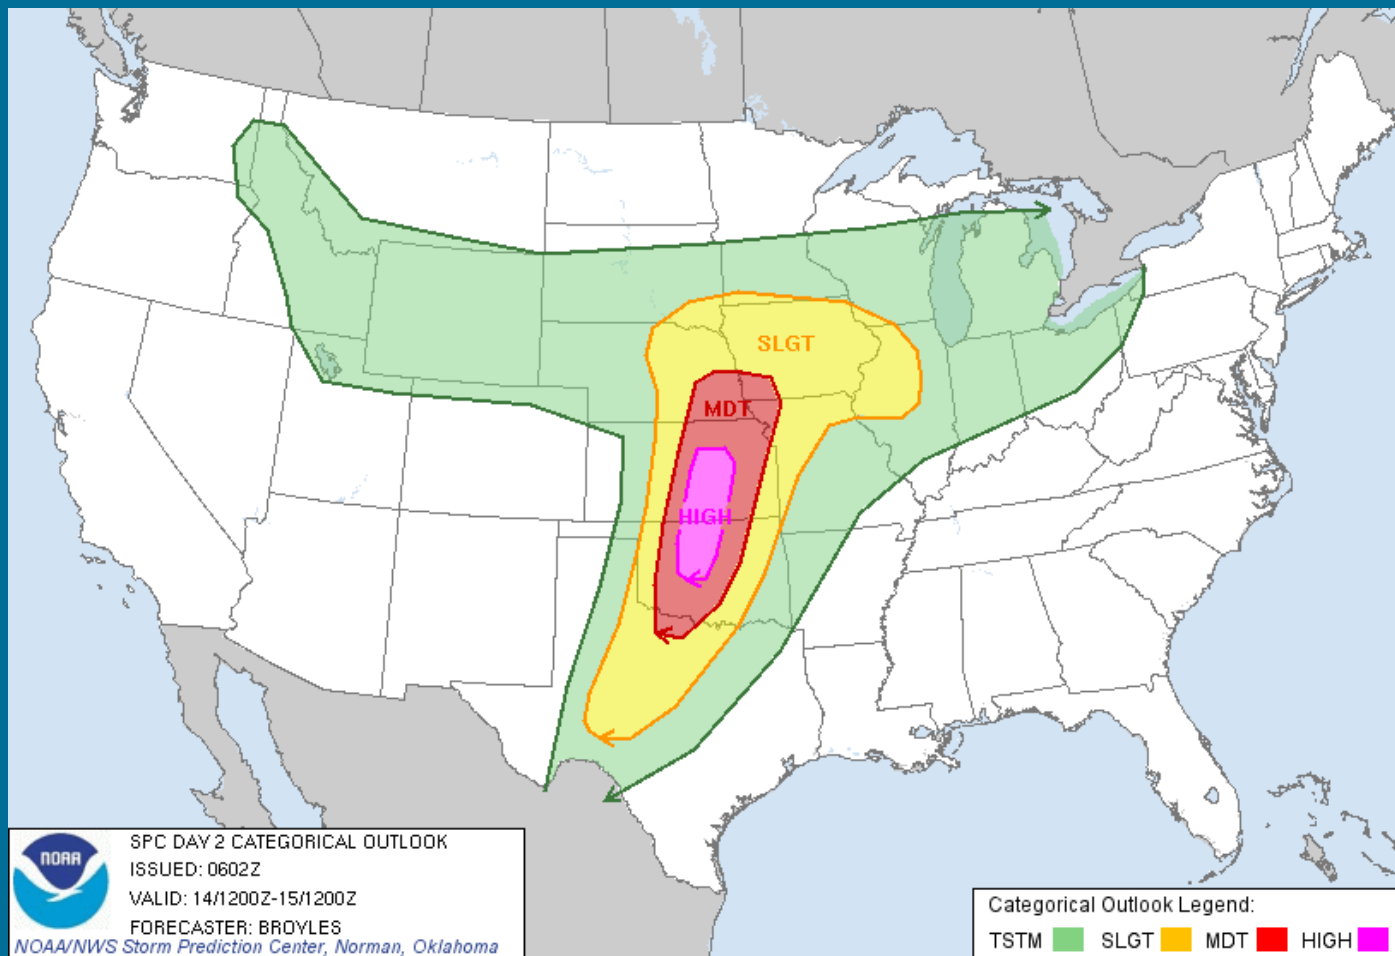 SLGT
MDT
HIGH
NOAA
SPC DAY 2 CATEGORICAL OUTLOOK
ISSUED: 0602Z
VALID: 14/1200Z-15/1200Z
FORECASTER: BROYLES
NOAA/NWS Storm Prediction Center, Norman, Oklahoma
Categorical Outlook Legend:
TSTM SLGT MDT HIGH